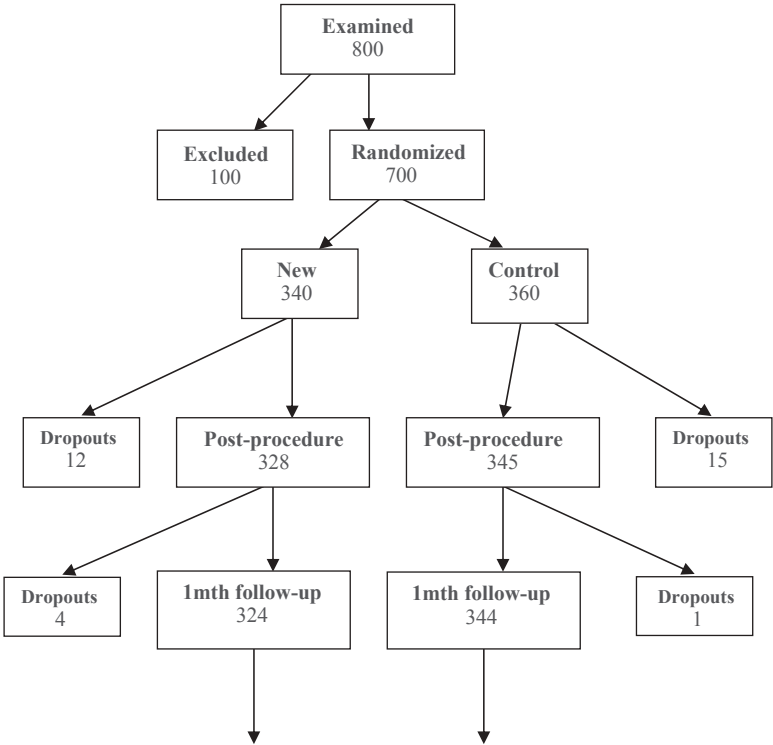 Examined
800
Excluded
100
Randomized
700
New
340
Control
360
Dropouts
12
Post-procedure
328
Post-procedure
345
Dropouts
15
Dropouts
4
1mth follow-up
324
1mth follow-up
344
Dropouts
1